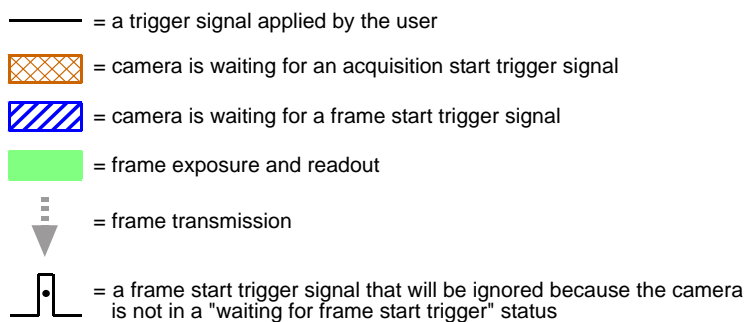 = a trigger signal applied by the user
= camera is waiting for an acquisition start trigger signal
= camera is waiting for a frame start trigger signal
= frame exposure and readout
= frame transmission
= a frame start trigger signal that will be ignored because the camera
is not in a "waiting for frame start trigger" status